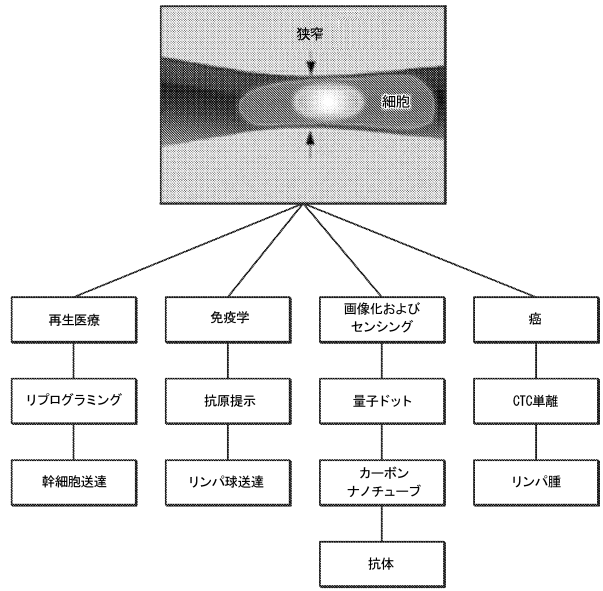 狭窄
細胞
再生医療
免疫学
画像化および
センシング
癌
リプログラミング
抗原提示
量子ドット
CTC単離
幹細胞送達
リンパ球送達
カーボン
ナノチューブ
リンパ腫
抗体